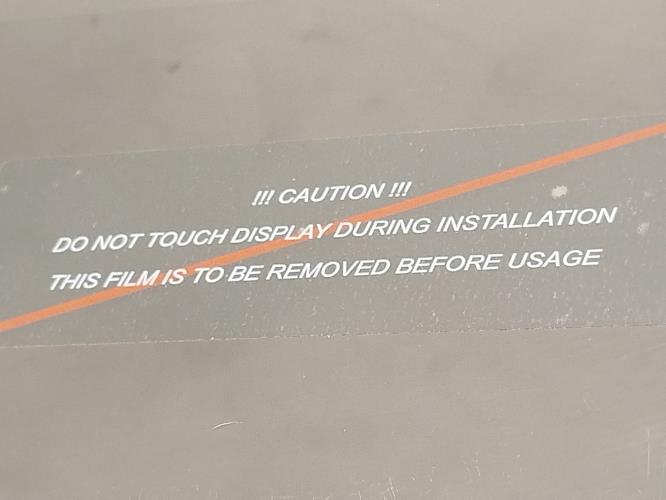 !!! CAUTION !!!
DO NOT TOUCH DISPLAY DURING INSTALLATION
THIS FILM IS TO BE REMOVED BEFORE USAGE